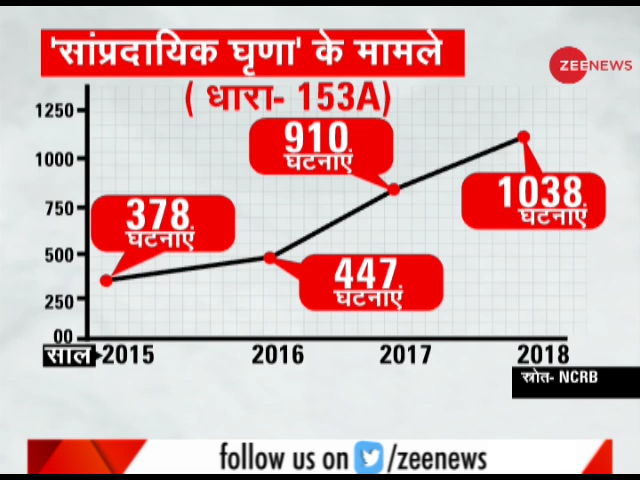 'सांप्रदायिक घृणा' के मामले
ZEENEWS
( धारा- 153A)
1250
1000
750
500
250
00
378
घटनाएं
447
घटनाएं
910
घटनाएं
1038
घटनाएं
साल 2015 2016 2017 2018
स्रोत- NCRB
follow us on /zeenews